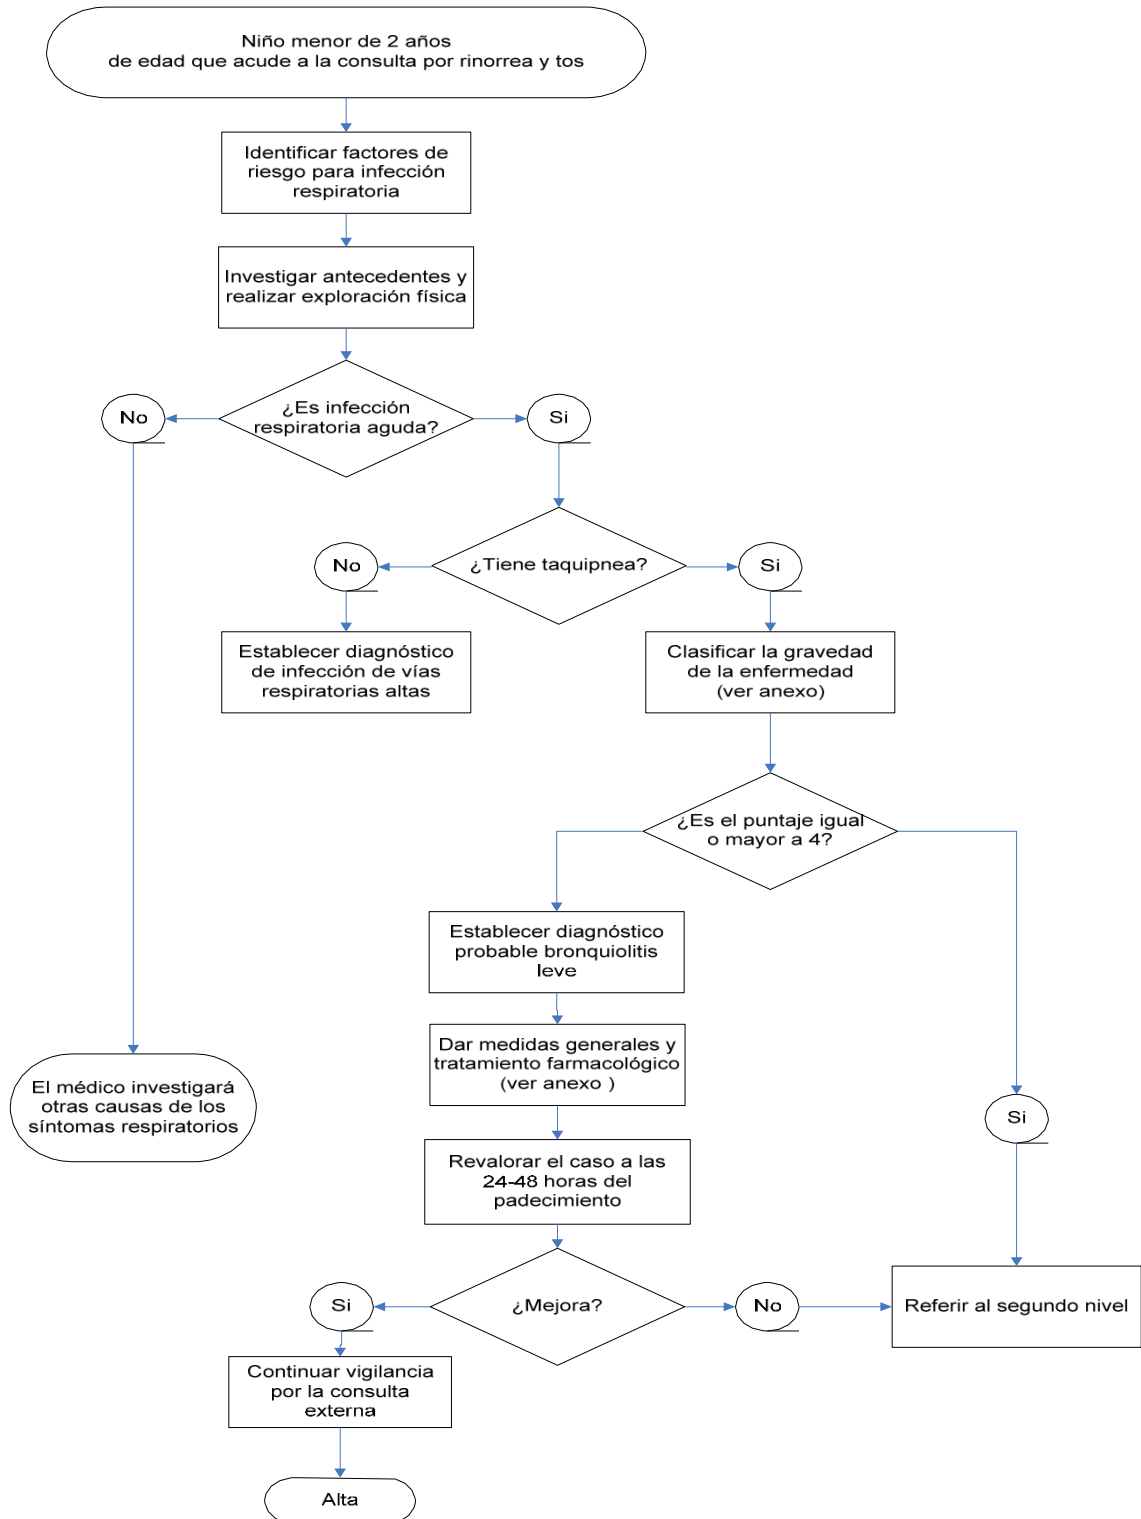 Niño menor de 2 años
de edad que acude a la consulta por rinorrea y tos
Identificar factores de
riesgo para infección
respiratoria
Investigar antecedentes y
realizar exploración física
¿Es infección
respiratoria aguda?
No
Si
¿Tiene taquipnea?
No
Si
Establecer diagnóstico
de infección de vías
respiratorias altas
Clasificar la gravedad
de la enfermedad
(ver anexo)
¿Es el puntaje igual
o mayor a 4?
Establecer diagnóstico
probable bronquiolitis
leve
Dar medidas generales y
tratamiento farmacológico
(ver anexo )
El médico investigará
otras causas de los
síntomas respiratorios
Si
Revalorar el caso a las
24-48 horas del
padecimiento
¿Mejora?
Si
No
Referir al segundo nivel
Continuar vigilancia
por la consulta
externa
Alta